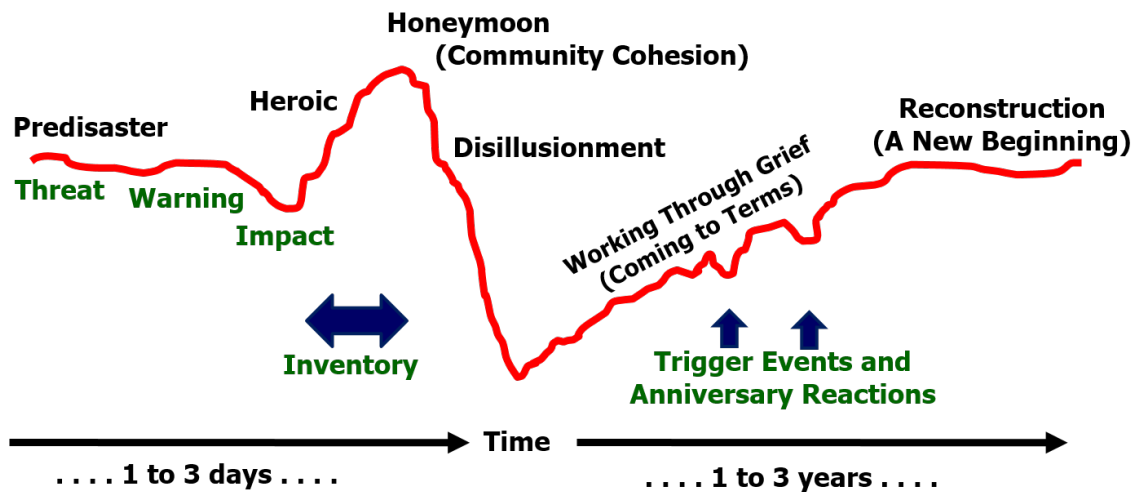 Honeymoon
(Community Cohesion)
Heroic
Predisaster
Threat
Warning
Impact
Disillusionment
Working Through Grief
(Coming to Terms)
Reconstruction
(A New Beginning)
Inventory
Trigger Events and
Anniversary Reactions
Time
. . . . 1 to 3 days . . . .
. . . . 1 to 3 years . . . .